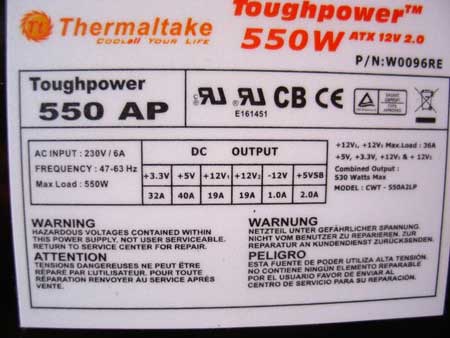 Tt Thermaltake
COOLall YOUR LIFE
Toughpower™
550W ATX 12V 2.0
P/N:W0096RE
Toughpower
550 AP
E161451
CB CE
AC INPUT : 230V / 6A
FREQUENCY : 47-63 Hz
Max Load : 550W
DC OUTPUT
+3.3V +5V +12V1 +12V2 -12V +5VSB
32A 40A 19A 19A 1.0A 2.0A
+12V1, +12V2 Max Load : 36A
+5V, +3.3V, +12V1 & + 12V2
Combined Output :
530 Watts Max
MODEL : CWT - 550A2LP
WARNING
HAZARDOUS VOLTAGES CONTAINED WITHIN
THIS POWER SUPPLY, NOT USER SERVICEABLE.
RETURN TO SERVICE CENTER FOR REPAIR.
ATTENTION
TENSIONS DANGEREUSES NE PEUT ÊTRE
RÉPARÉ PAR L'UTILISATEUR. POUR TOUTE
RÉPARATION RENVOYER AU SERVICE APRÈS
VENTE.
WARNUNG
NETZTEIL UNTER GEFÄHRLICHER SPANNUNG.
NICHT VOM BENUTZER ZU REPARIEREN. ZUR
REPARATUR AN KUNDENDIENST ZURÜCKSENDEN.
PELIGRO
ESTA FUENTE DE PODER UTILIZA ALTA TENSIÓN.
NO CONTIENE NINGÚN ELEMENTO REPARABLE
POR EL USUARIO FAVOR DE ENVIAR AL
CENTRO DE SERVICIO PARA SU REPARACIÓN.